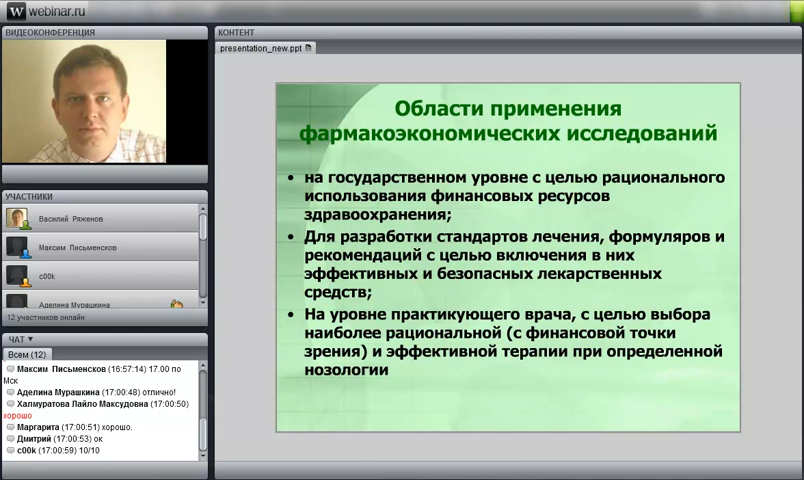 webinar.ru
ВИДЕОКОНФЕРЕНЦИЯ
УЧАСТНИКИ
Василий Ряженов
Максим Письменсков
c00k
Аделина Мурашкина
12 участников онлайн
ЧАТ
Всем (12)
Максим Письменсков (16:57:14) 17.00 по
Мск
Аделина Мурашкина (17:00:48) отлично!
Халмуратова Лайло Максудовна (17:00:50)
хорошо
Маргарита (17:00:51) хорошо.
Дмитрий (17:00:53) ок
c00k (17:00:59) 10/10
КОНТЕНТ
presentation_new.ppt
Области применения
фармакоэкономических исследований
• на государственном уровне с целью рационального
использования финансовых ресурсов
здравоохранения;
• Для разработки стандартов лечения, формуляров и
рекомендаций с целью включения в них
эффективных и безопасных лекарственных
средств;
• На уровне практикующего врача, с целью выбора
наиболее рациональной (с финансовой точки
зрения) и эффективной терапии при определенной
нозологии